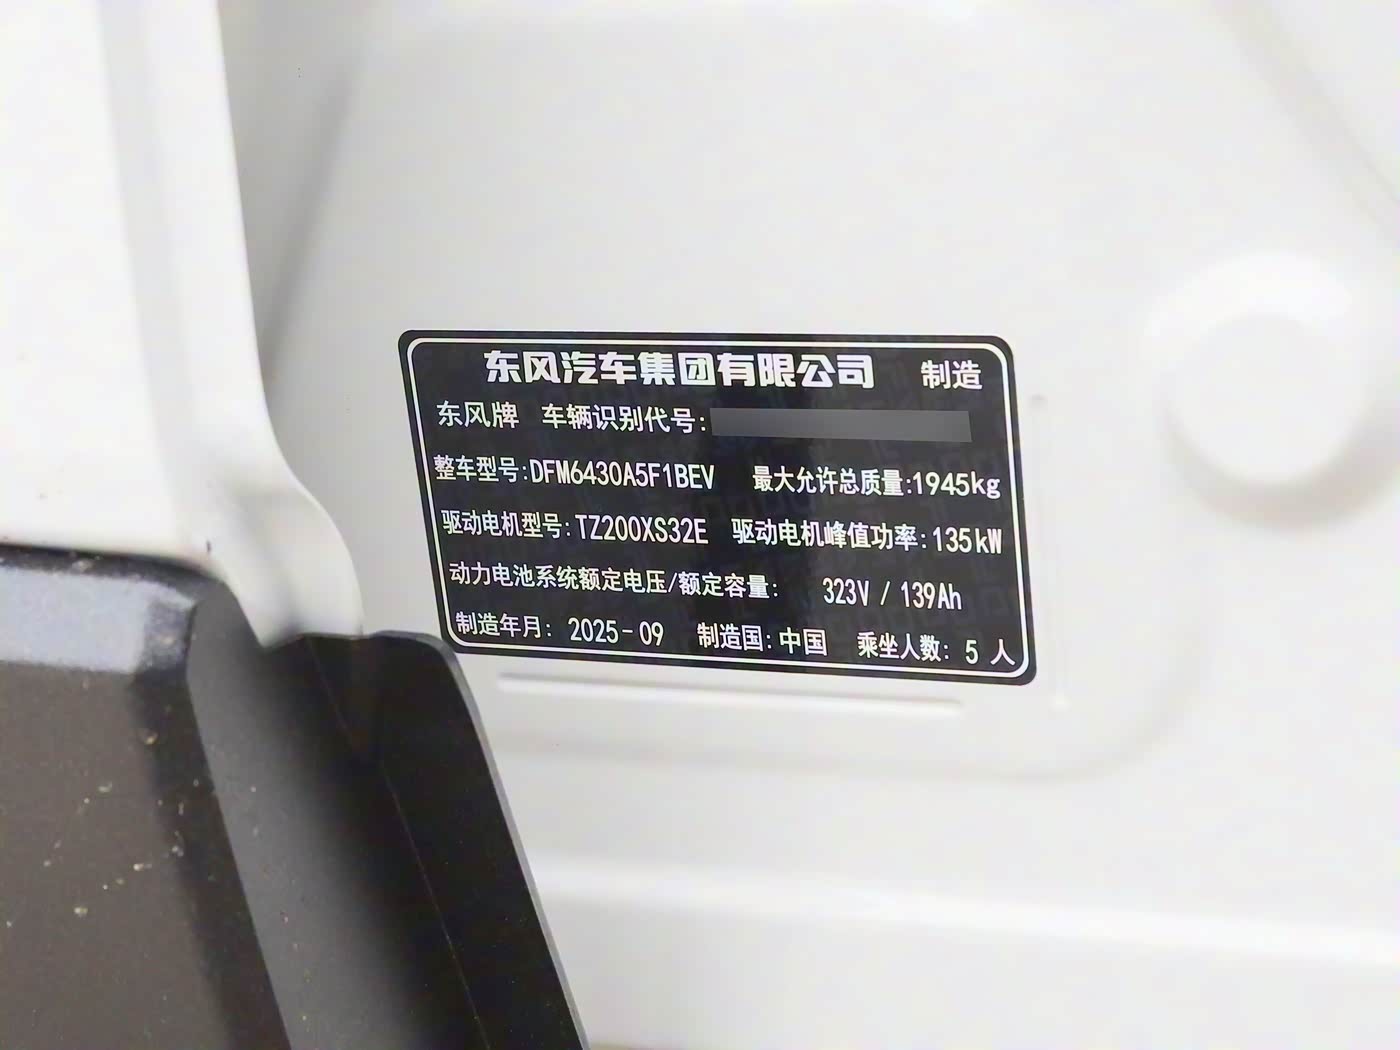 东风汽车集团有限公司 制造
东风牌 车辆识别代号:
整车型号:DFM6430A5F1BEV 最大允许总质量:1945kg
驱动电机型号:TZ200XS32E 驱动电机峰值功率:135kW
动力电池系统额定电压/额定容量: 323V / 139Ah
制造年月: 2025-09 制造国:中国 乘坐人数: 5 人